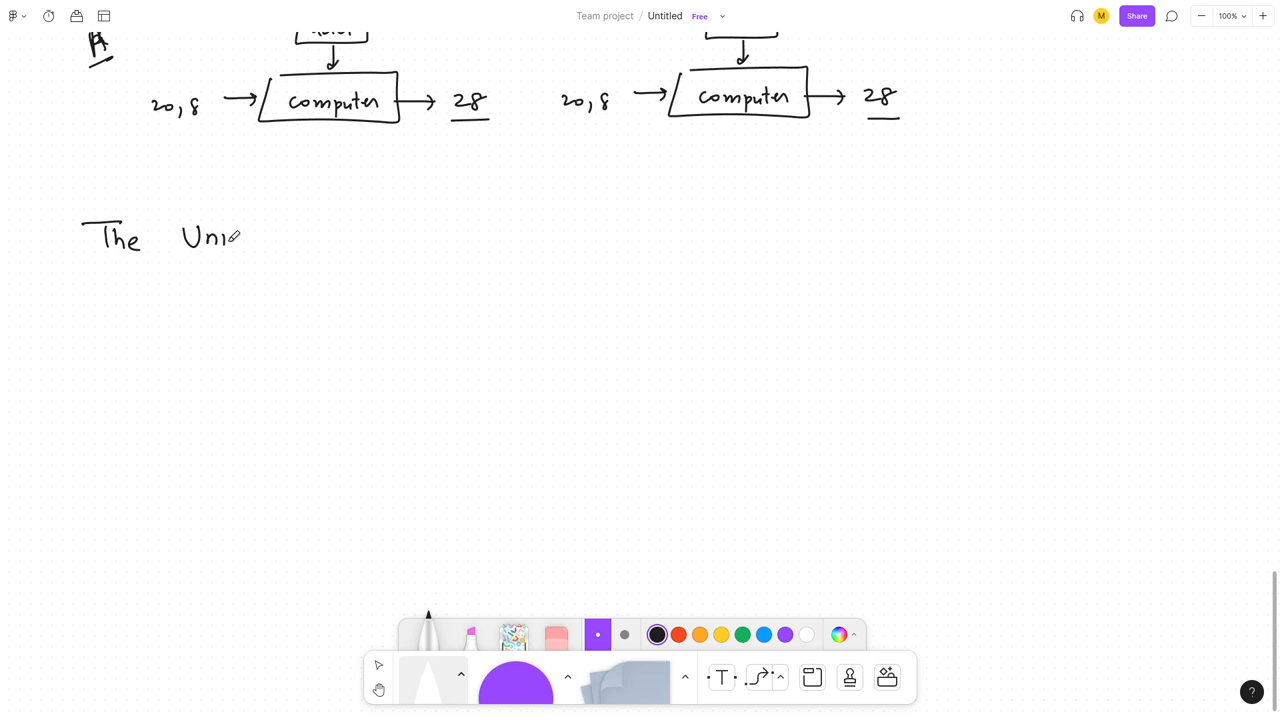 Team project / Untitled Free
Share
M
100%
20, 8 → computer → 28
20, 8 → computer → 28
The Uni
T
?